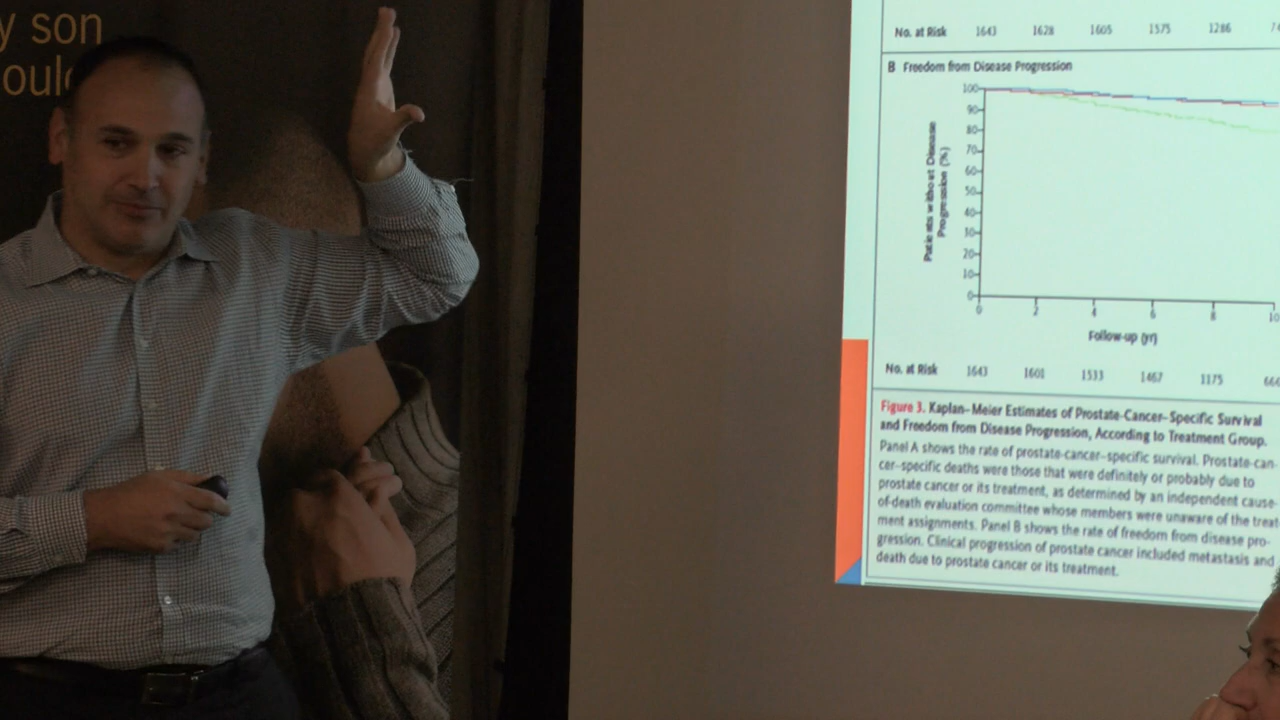 y son
oul
No. at Risk 1643 1628 1605 1575 1286
B Freedom from Disease Progression
Patients without Disease
Progression (%)
100
90
80
70
60
50
40
30
20
10
0
0 2 4 6 8 10
Follow-up (yr)
No. at Risk 1643 1601 1533 1467 1175 666
Figure 3. Kaplan–Meier Estimates of Prostate-Cancer–Specific Survival
and Freedom from Disease Progression, According to Treatment Group.
Panel A shows the rate of prostate-cancer–specific survival. Prostate-can-
cer–specific deaths were those that were definitely or probably due to
prostate cancer or its treatment, as determined by an independent cause-
of-death evaluation committee whose members were unaware of the treat-
ment assignments. Panel B shows the rate of freedom from disease pro-
gression. Clinical progression of prostate cancer included metastasis and
death due to prostate cancer or its treatment.